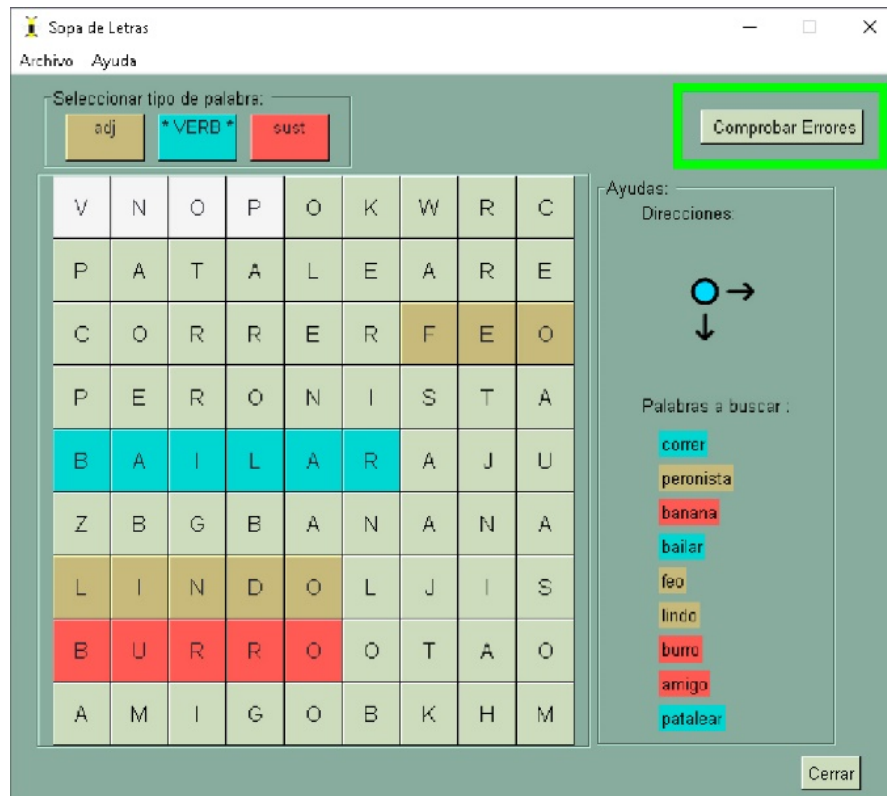 Sopa de Letras
Archivo Ayuda
Seleccionar tipo de palabra:
adj * VERB * sust
Comprobar Errores
V N O P O K W R C
P A T A L E A R E
C O R R E R F E O
P E R O N I S T A
B A I L A R A J U
Z B G B A N A N A
L I N D O L J I S
B U R R O O T A O
A M I G O B K H M
Ayudas:
Direcciones:
Palabras a buscar :
correr
peronista
banana
bailar
feo
lindo
burro
amigo
patalear
Cerrar